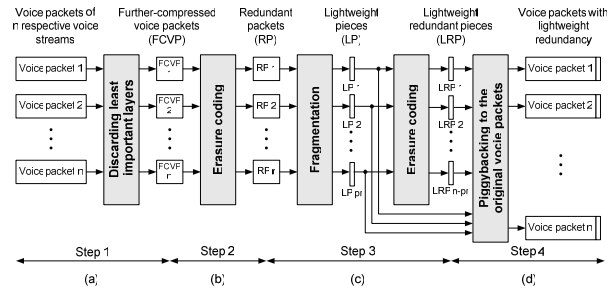 Voice packets of
n respective voice
streams
Further-compressed
voice packets
(FCVP)
Redundant
packets
(RP)
Lightweight
pieces
(LP)
Lightweight
redundant pieces
(LRP)
Voice packets with
lightweight
redundancy
Voice packet 1
Voice packet 2
Voice packet n
Discarding least
important layers
FCVP
1
FCVP
2
FCVP
n
Erasure coding
RP 1
RP 2
RP r
Fragmentation
LP 1
LP 2
LP pr
Erasure coding
LRP 1
LRP 2
LRP n-pr
Piggybacking to the
original vocie packets
Voice packet 1
Voice packet 2
Voice packet n
Step 1
Step 2
Step 3
Step 4
(a)
(b)
(c)
(d)